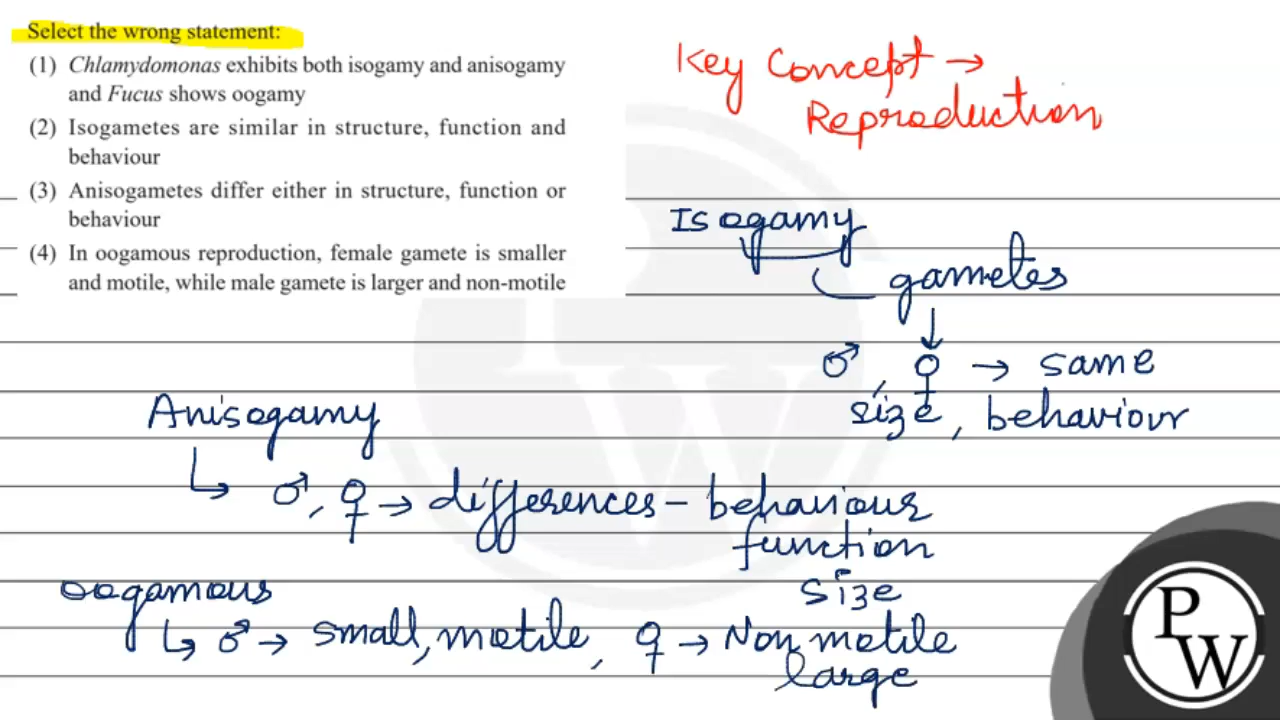 Select the wrong statement:
(1) Chlamydomonas exhibits both isogamy and anisogamy
and Fucus shows oogamy
(2) Isogametes are similar in structure, function and
behaviour
(3) Anisogametes differ either in structure, function or
behaviour
(4) In oogamous reproduction, female gamete is smaller
and motile, while male gamete is larger and non-motile
Key Concept →
Reproduction
Isogamy
gametes
↓
♂, ♀ → same
size, behaviour
Anisogamy
↳ ♂, ♀ → differences - behaviour
function
size
oogamous
↳ ♂ → small, motile, ♀ → Non motile
large
PW